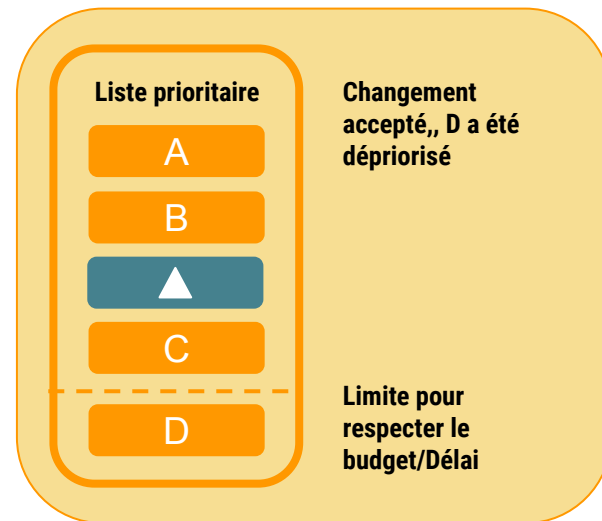 Liste prioritaire
A
B
C
D
Changement
accepté,, D a été
dépriorisé
Limite pour
respecter le
budget/Délai